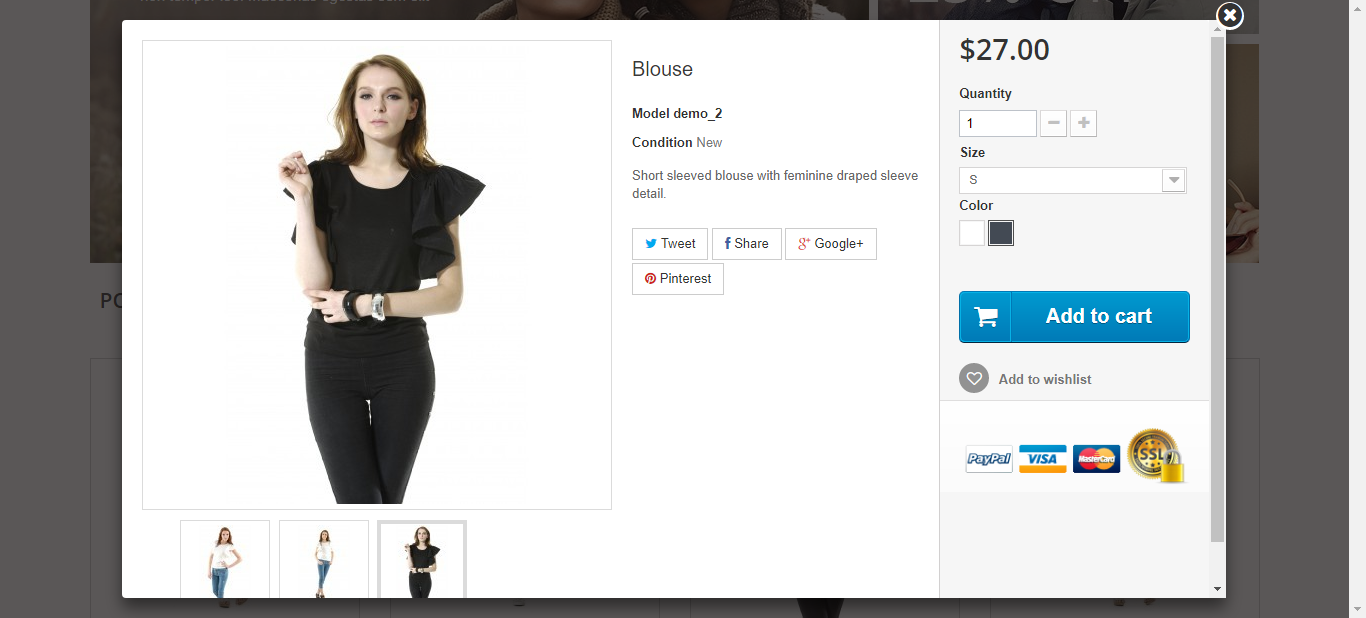 $27.00
Blouse
Quantity
Model demo_2
1
Condition New
Size
Short sleeved blouse with feminine draped sleeve
detail.
S
Color
Tweet
Share
Google+
Pinterest
Add to cart
Add to wishlist
PayPal
VISA
MasterCard
SSL
PO